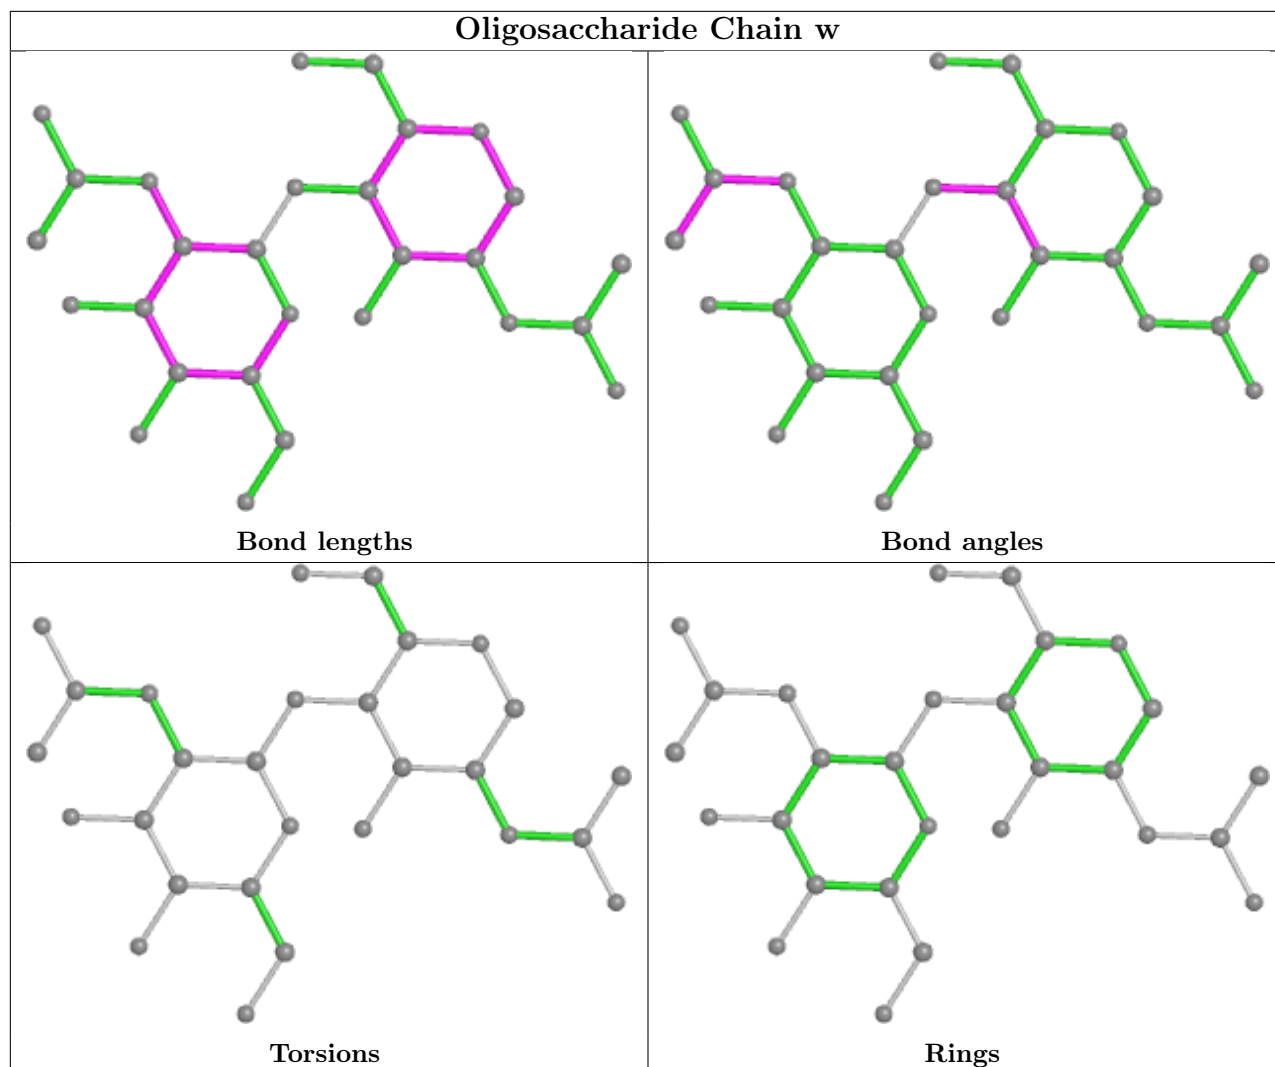 Oligosaccharide Chain w
Bond lengths
Bond angles
Torsions
Rings